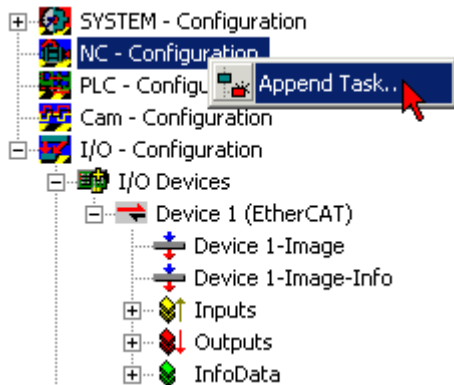 SYSTEM - Configuration
NC - Configuration
Append Task..
PLC - Configu
Cam - Configuration
I/O - Configuration
I/O Devices
Device 1 (EtherCAT)
Device 1-Image
Device 1-Image-Info
Inputs
Outputs
InfoData